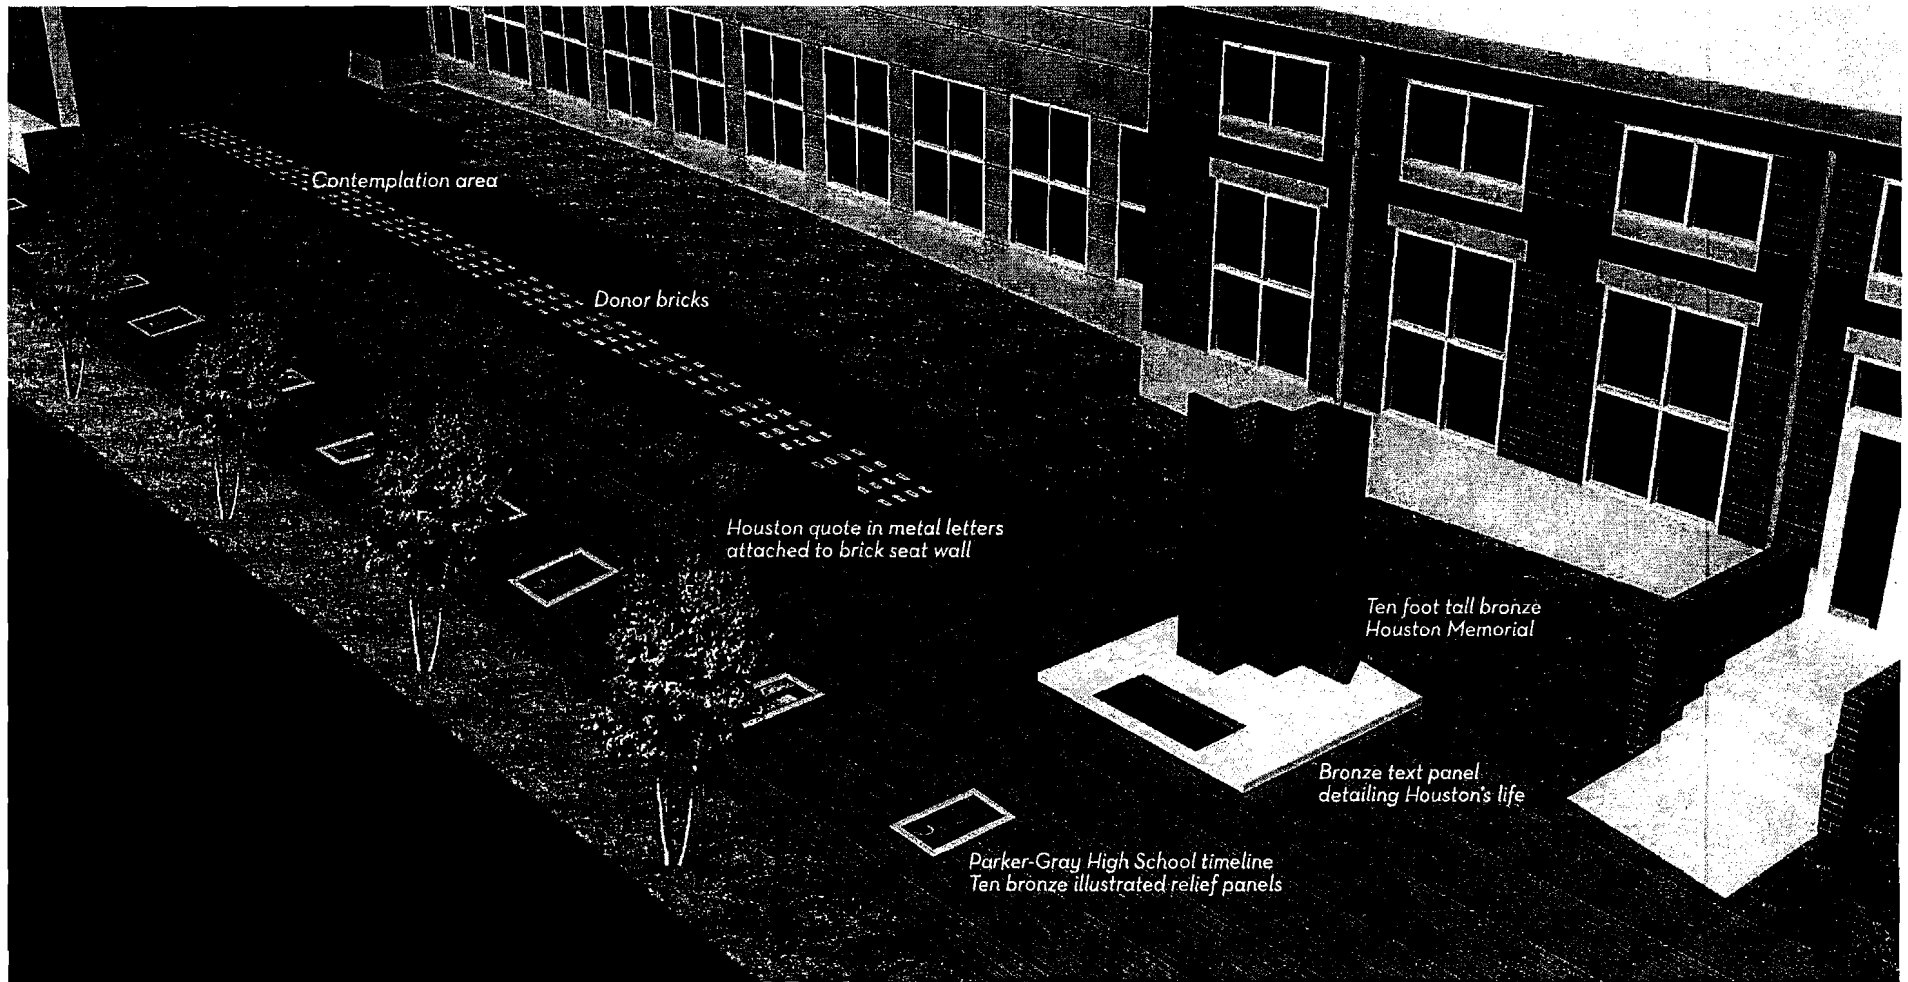 Contemplation area
Donor bricks
Houston quote in metal letters
attached to brick seat wall
Ten foot tall bronze
Houston Memorial
Bronze text panel
detailing Houston's life
Parker-Gray High School timeline
Ten bronze illustrated relief panels